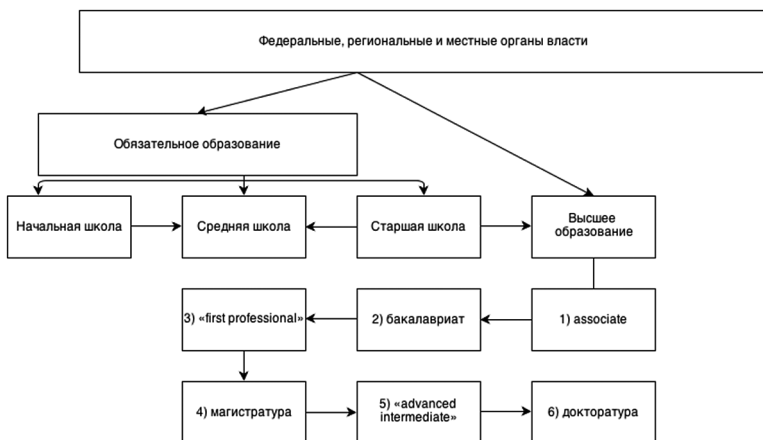 Федеральные, региональные и местные органы власти
Обязательное образование
Начальная школа
Средняя школа
Старшая школа
Высшее
образование
3) «first professional»
2) бакалавриат
1) associate
4) магистратура
5) «advanced
intermediate»
6) докторатура